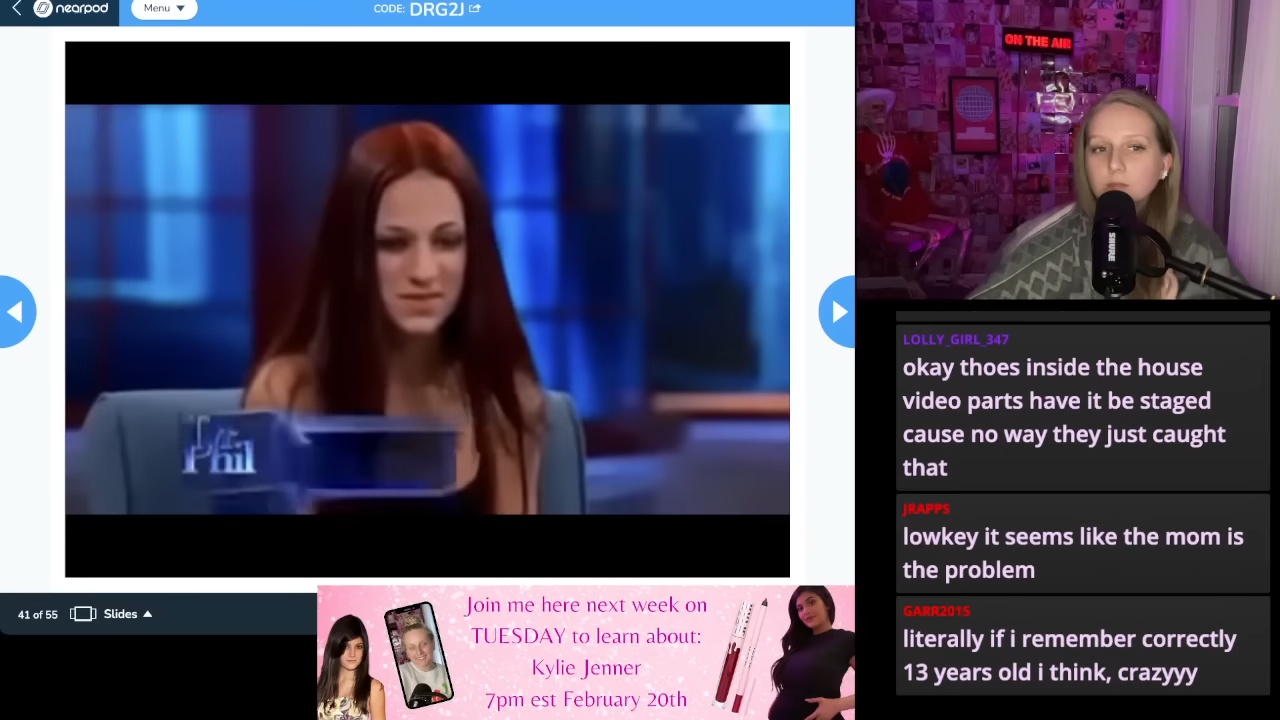 nearpod
Menu
CODE: DRG2J
ON THE AIR
Dr. Phil
SHURE
41 of 55
Slides
Join me here next week on
TUESDAY to learn about:
Kylie Jenner
7pm est February 20th
LOLLY_GIRL_347
okay thoes inside the house
video parts have it be staged
cause no way they just caught
that
JRAPPS
lowkey it seems like the mom is
the problem
GARR2015
literally if i remember correctly
13 years old i think, crazyyy